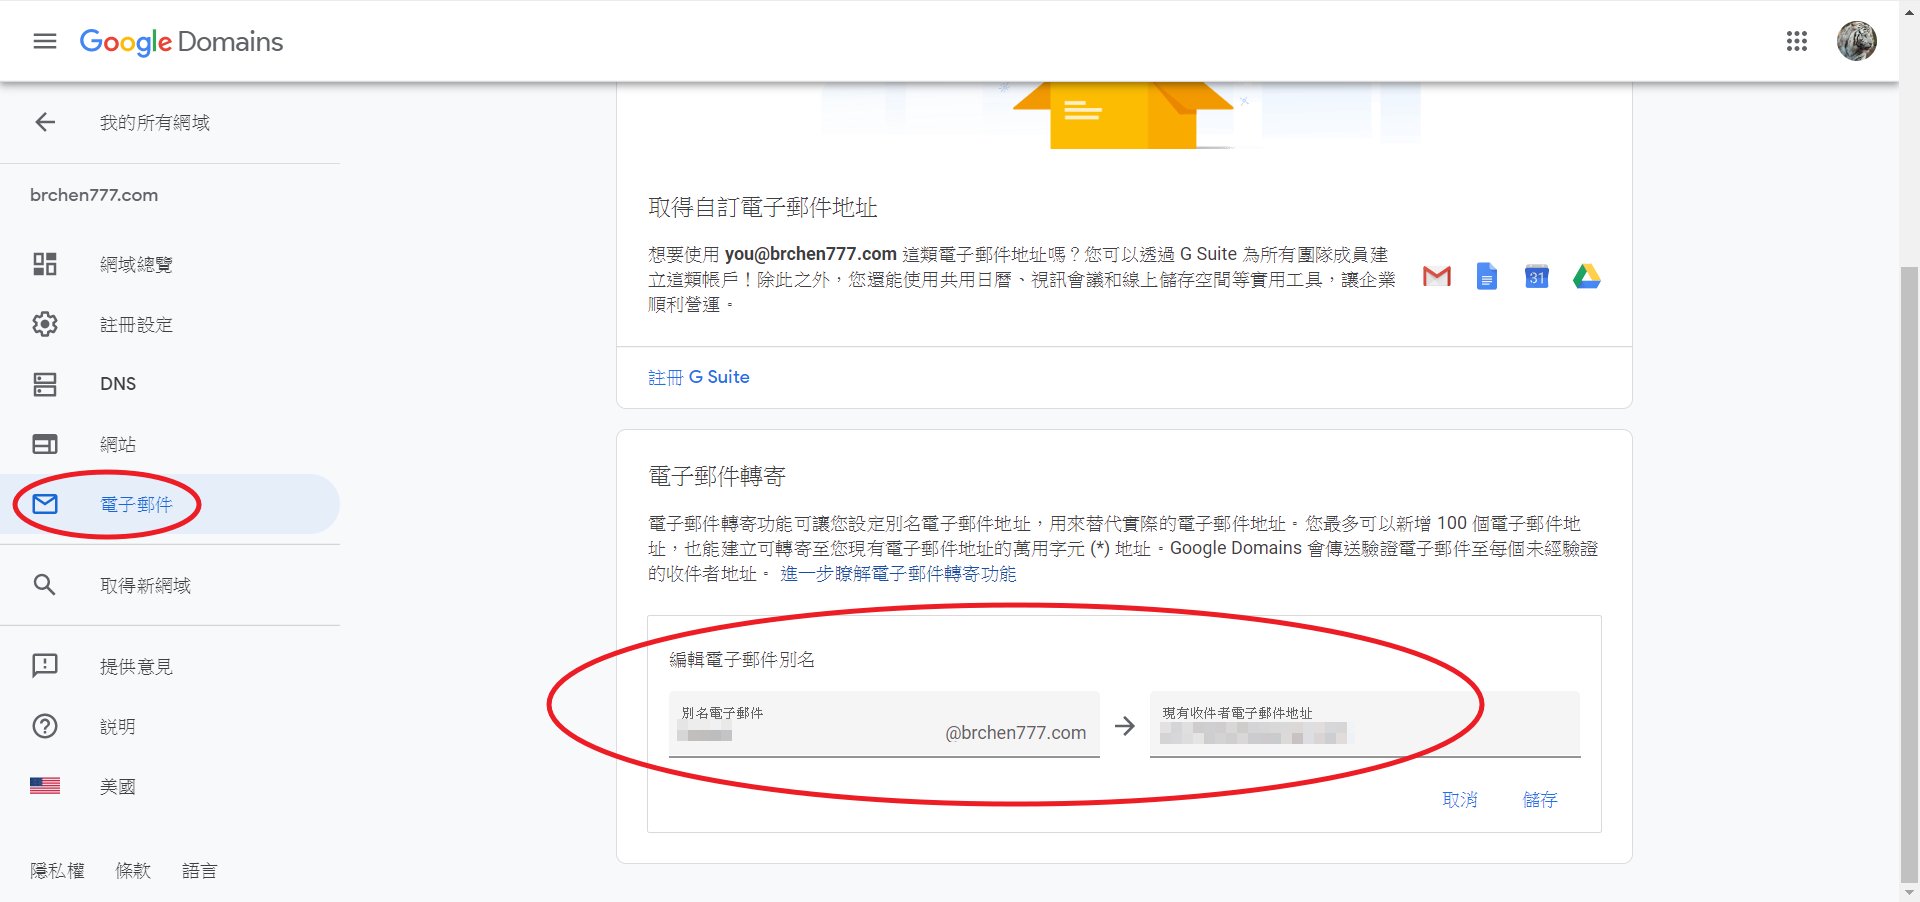 Google Domains
我的所有網域
brchen777.com
網域總覽
註冊設定
DNS
網站
電子郵件
取得新網域
提供意見
說明
美國
隱私權 條款 語言
取得自訂電子郵件地址
想要使用 you@brchen777.com 這類電子郵件地址嗎？您可以透過 G Suite 為所有團隊成員建
立這類帳戶！除此之外，您還能使用共用日曆、視訊會議和線上儲存空間等實用工具，讓企業
順利營運。
31
註冊 G Suite
電子郵件轉寄
電子郵件轉寄功能可讓您設定別名電子郵件地址，用來替代實際的電子郵件地址。您最多可以新增 100 個電子郵件地
址，也能建立可轉寄至您現有電子郵件地址的萬用字元 (*) 地址。Google Domains 會傳送驗證電子郵件至每個未經驗證
的收件者地址。 進一步瞭解電子郵件轉寄功能
編輯電子郵件別名
別名電子郵件
@brchen777.com
現有收件者電子郵件地址
取消 儲存